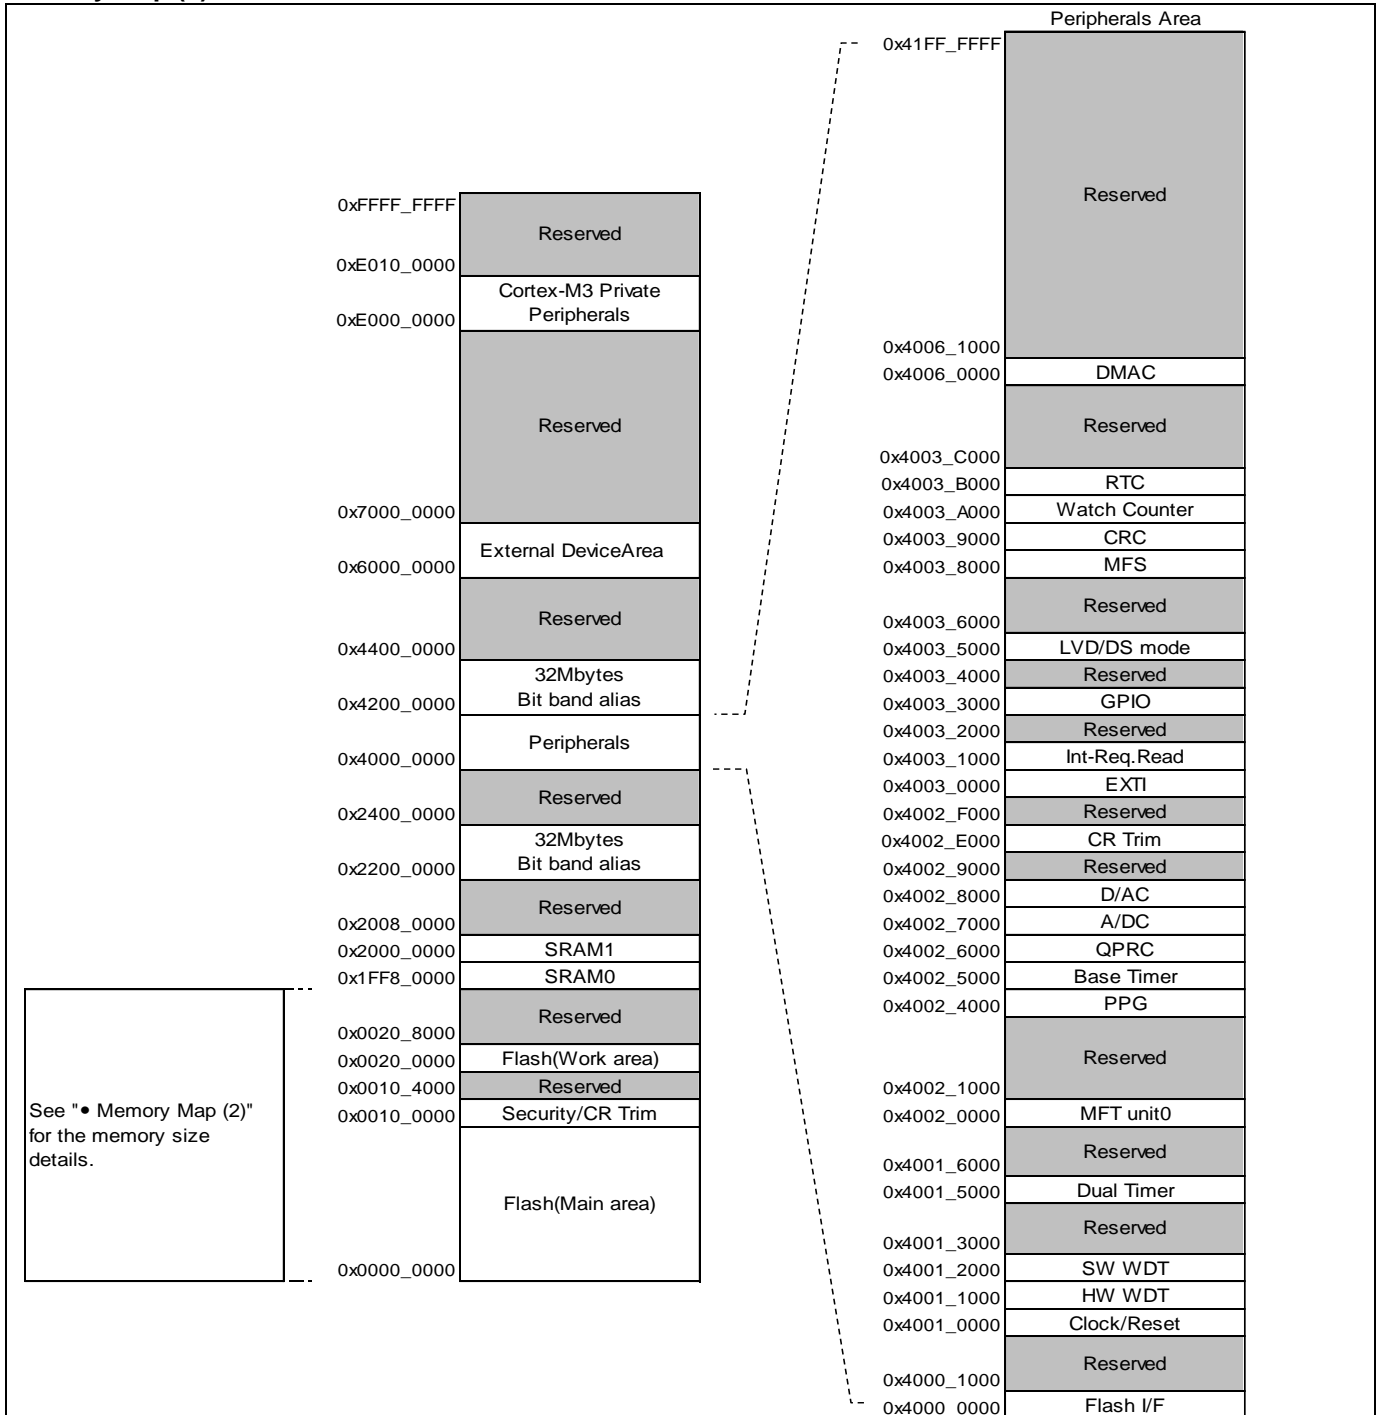 Peripherals Area
0x41FF_FFFF
Reserved
0x4006_1000
0x4006_0000 DMAC
Reserved
0x4003_C000
0x4003_B000 RTC
0x4003_A000 Watch Counter
0x4003_9000 CRC
0x4003_8000 MFS
Reserved
0x4003_6000
0x4003_5000 LVD/DS mode
0x4003_4000 Reserved
0x4003_3000 GPIO
0x4003_2000 Reserved
0x4003_1000 Int-Req.Read
0x4003_0000 EXTI
0x4002_F000 Reserved
0x4002_E000 CR Trim
0x4002_9000 Reserved
0x4002_8000 D/AC
0x4002_7000 A/DC
0x4002_6000 QPRC
0x4002_5000 Base Timer
0x4002_4000 PPG
Reserved
0x4002_1000
0x4002_0000 MFT unit0
Reserved
0x4001_6000
0x4001_5000 Dual Timer
Reserved
0x4001_3000
0x4001_2000 SW WDT
0x4001_1000 HW WDT
0x4001_0000 Clock/Reset
Reserved
0x4000_1000
0x4000_0000 Flash I/F
0xFFFF_FFFF
Reserved
0xE010_0000
Cortex-M3 Private
Peripherals
0xE000_0000
Reserved
0x7000_0000
External DeviceArea
0x6000_0000
Reserved
0x4400_0000
32Mbytes
Bit band alias
0x4200_0000
Peripherals
0x4000_0000
Reserved
0x2400_0000
32Mbytes
Bit band alias
0x2200_0000
Reserved
0x2008_0000
0x2000_0000 SRAM1
0x1FF8_0000 SRAM0
Reserved
0x0020_8000
0x0020_0000 Flash(Work area)
0x0010_4000 Reserved
0x0010_0000 Security/CR Trim
Flash(Main area)
0x0000_0000
See "● Memory Map (2)"
for the memory size
details.